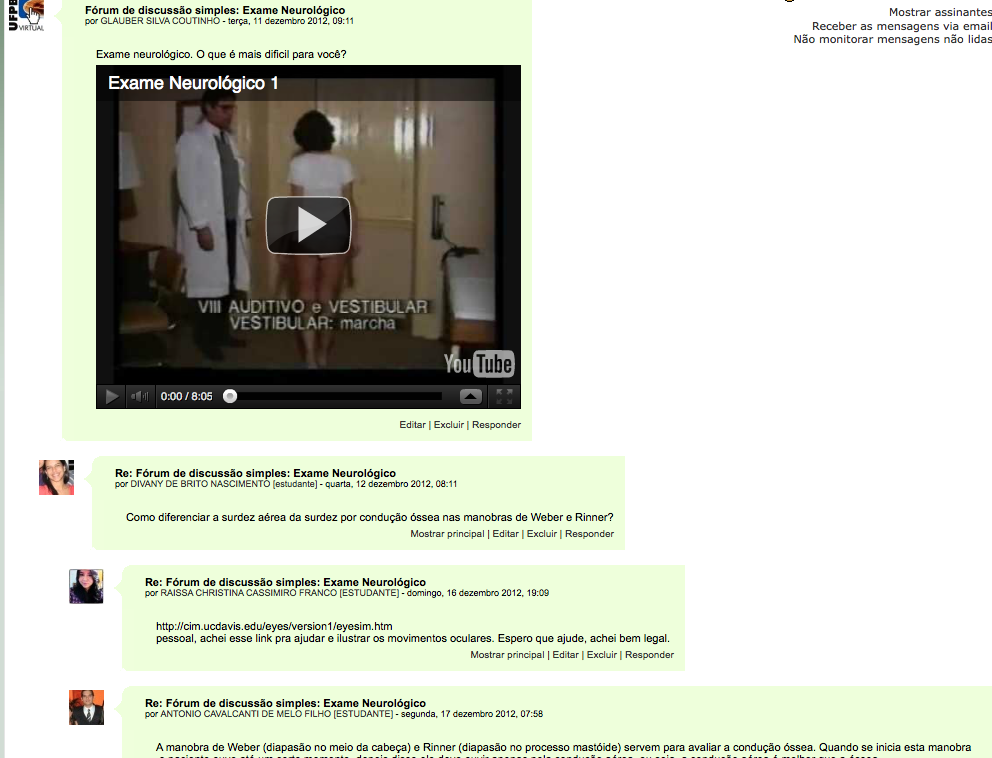 UFPB
VIRTUAL
Fórum de discussão simples: Exame Neurológico
por GLAUBER SILVA COUTINHO - terça, 11 dezembro 2012, 09:11
Mostrar assinantes
Receber as mensagens via email
Não monitorar mensagens não lidas
Exame neurológico. O que é mais dificil para você?
Exame Neurológico 1
VIII AUDITIVO e VESTIBULAR
VESTIBULAR: marcha
YouTube
0:00 / 8:05
Editar | Excluir | Responder
Re: Fórum de discussão simples: Exame Neurológico
por DIVANY DE BRITO NASCIMENTO [estudante] - quarta, 12 dezembro 2012, 08:11
Como diferenciar a surdez aérea da surdez por condução óssea nas manobras de Weber e Rinner?
Mostrar principal | Editar | Excluir | Responder
Re: Fórum de discussão simples: Exame Neurológico
por RAISSA CHRISTINA CASSIMIRO FRANCO [ESTUDANTE] - domingo, 16 dezembro 2012, 19:09
http://cim.ucdavis.edu/eyes/version1/eyesim.htm
pessoal, achei esse link pra ajudar e ilustrar os movimentos oculares. Espero que ajude, achei bem legal.
Mostrar principal | Editar | Excluir | Responder
Re: Fórum de discussão simples: Exame Neurológico
por ANTONIO CAVALCANTI DE MELO FILHO [ESTUDANTE] - segunda, 17 dezembro 2012, 07:58
A manobra de Weber (diapasão no meio da cabeça) e Rinner (diapasão no processo mastóide) servem para avaliar a condução óssea. Quando se inicia esta manobra